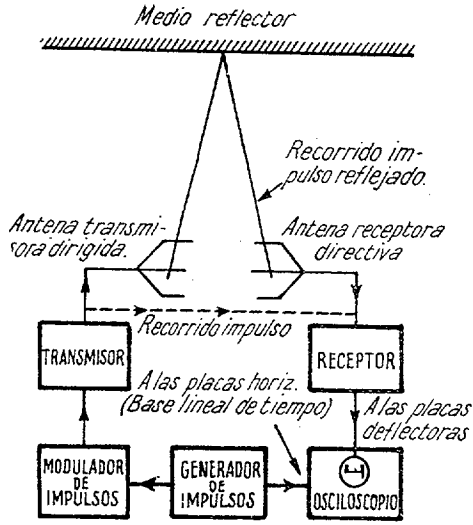 Medio reflector
Recorrido im-
pulso reflejado.
Antena transmi-
sora dirigida.
Antena receptora
directiva
Recorrido impulso
TRANSMISOR
RECEPTOR
A las placas horiz.
(Base lineal de tiempo)
A las placas
deflectoras
MODULADOR
DE
IMPULSOS
GENERADOR
DE
IMPULSOS
OSCILOSCOPIO